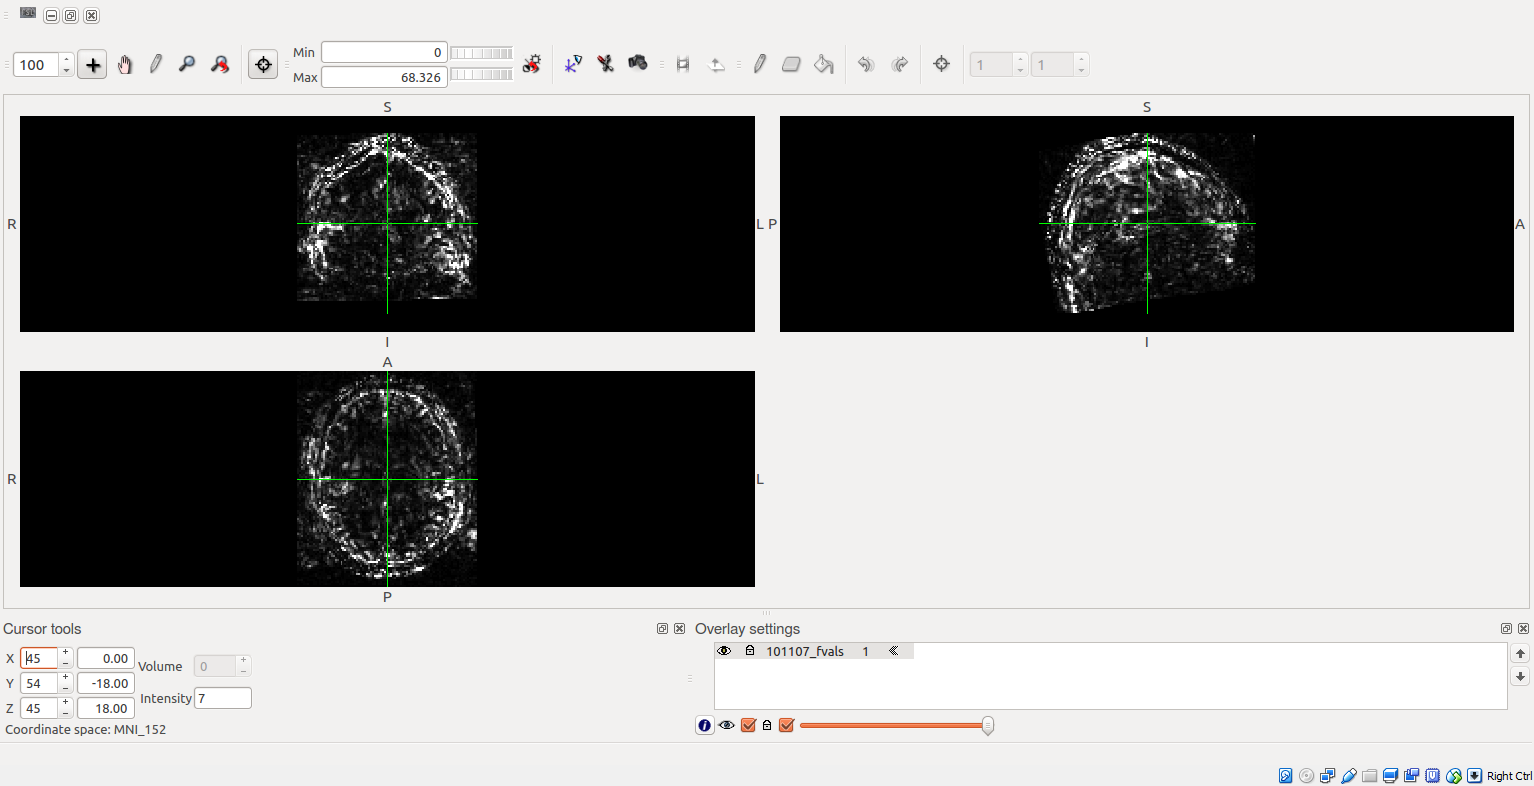 100
Min 0
Max 68.326
1 1
S S
R L P A
I I
A
R L
P
Cursor tools
Overlay settings
X 45 0.00
Volume 0
Y 54 -18.00
Intensity 7
Z 45 18.00
Coordinate space: MNI_152
101107_fvals 1
Right Ctrl